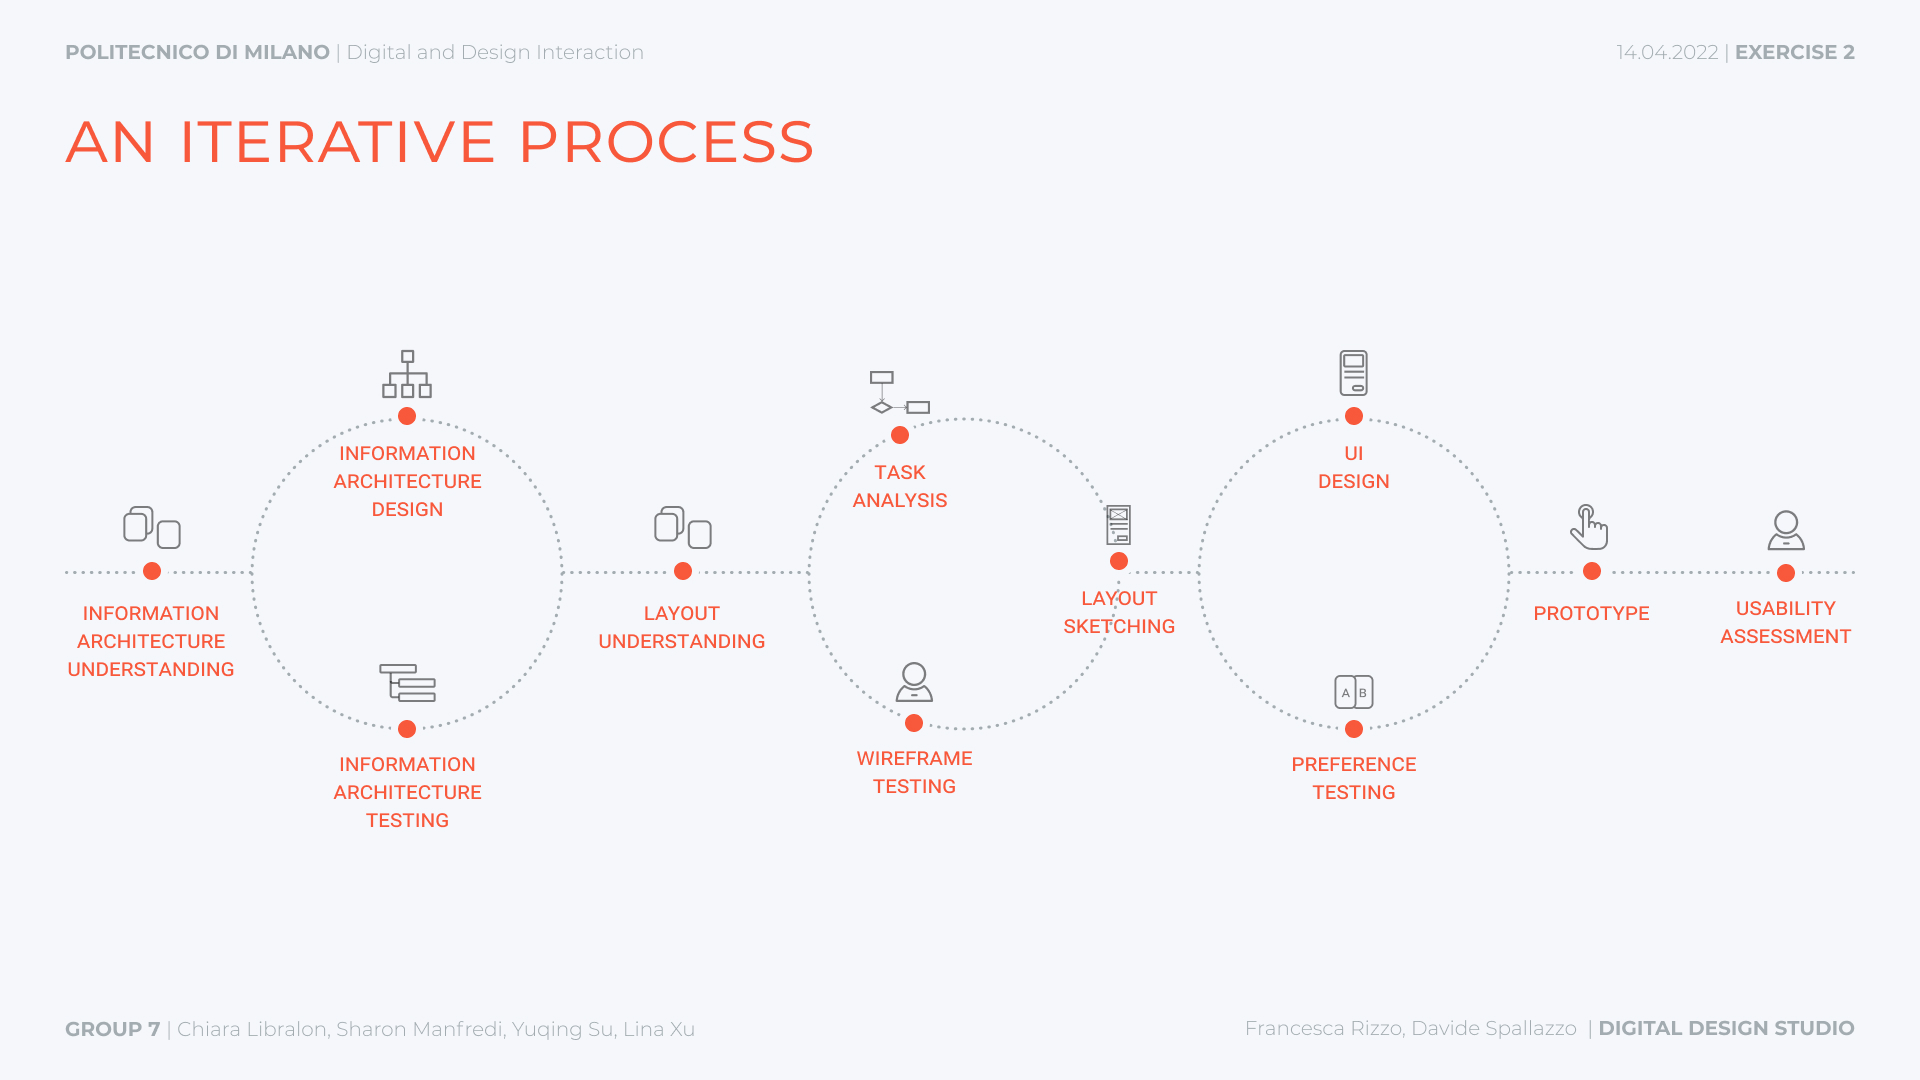 POLITECNICO DI MILANO | Digital and Design Interaction
14.04.2022 | EXERCISE 2
AN ITERATIVE PROCESS
INFORMATION
ARCHITECTURE
UNDERSTANDING
INFORMATION
ARCHITECTURE
DESIGN
INFORMATION
ARCHITECTURE
TESTING
LAYOUT
UNDERSTANDING
TASK
ANALYSIS
LAYOUT
SKETCHING
WIREFRAME
TESTING
UI
DESIGN
A B
PREFERENCE
TESTING
PROTOTYPE
USABILITY
ASSESSMENT
GROUP 7 | Chiara Libralon, Sharon Manfredi, Yuqing Su, Lina Xu
Francesca Rizzo, Davide Spallazzo | DIGITAL DESIGN STUDIO